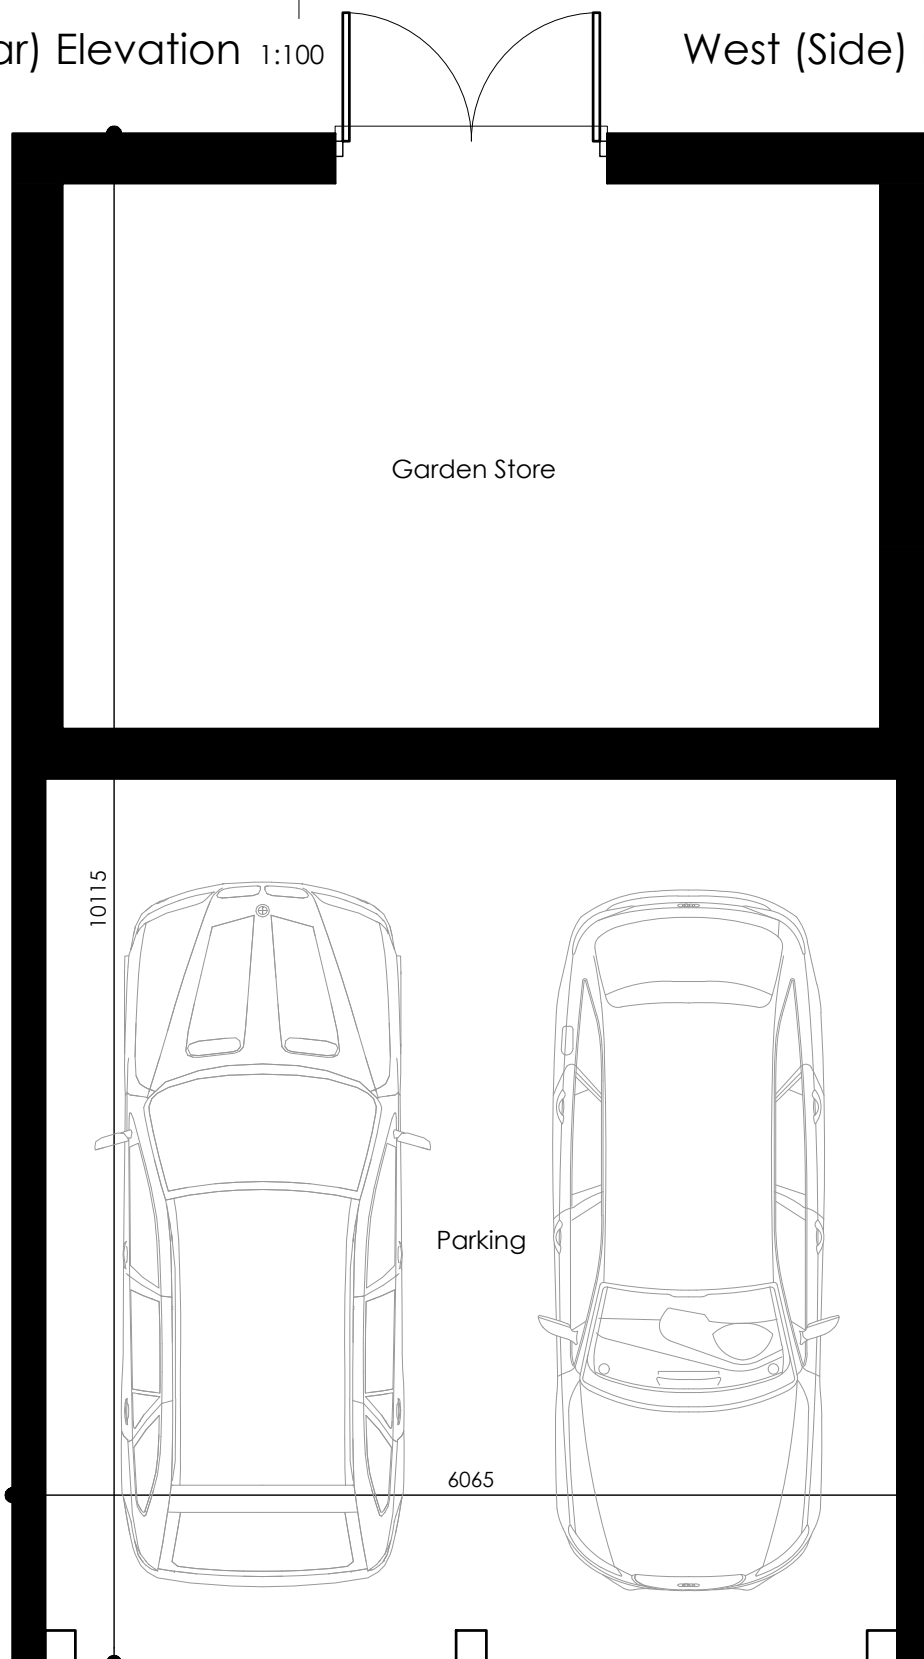 ar) Elevation 1:100
West (Side)
Garden Store
10115
Parking
6065